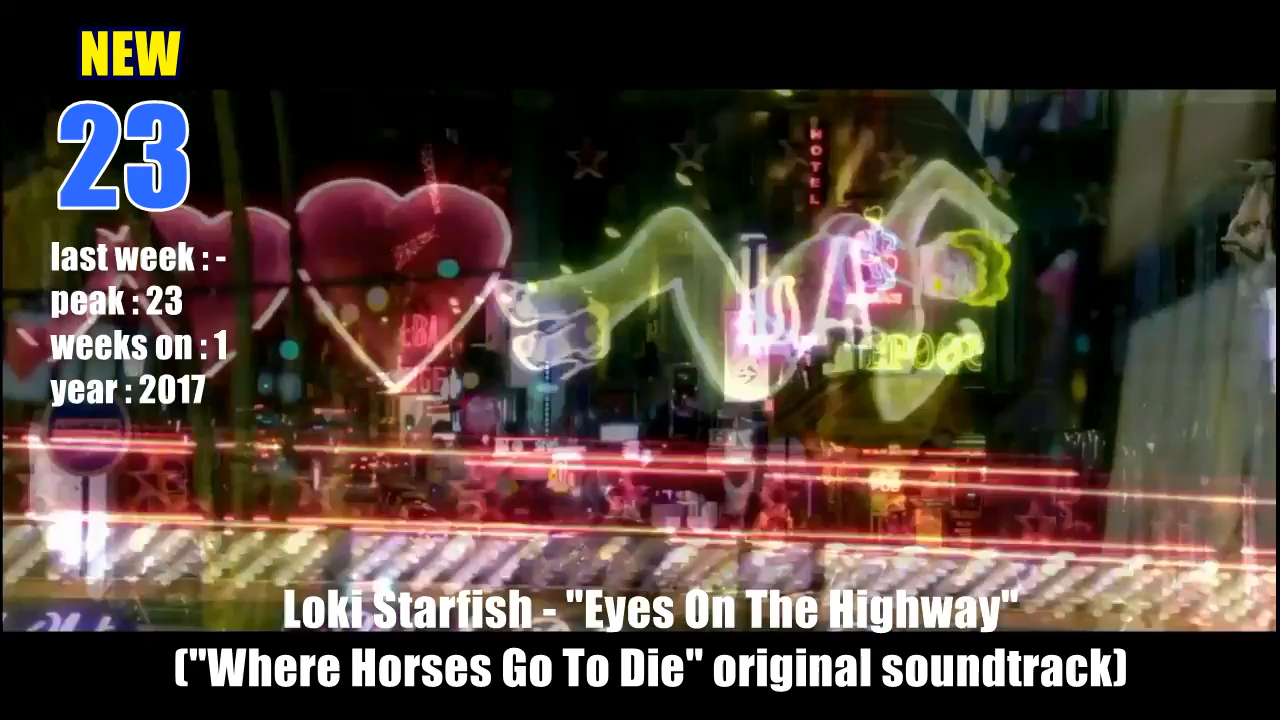 NEW
23
last week : -
peak : 23
weeks on : 1
year : 2017
HOTEL
Loki Starfish - "Eyes On The Highway"
("Where Horses Go To Die" original soundtrack)